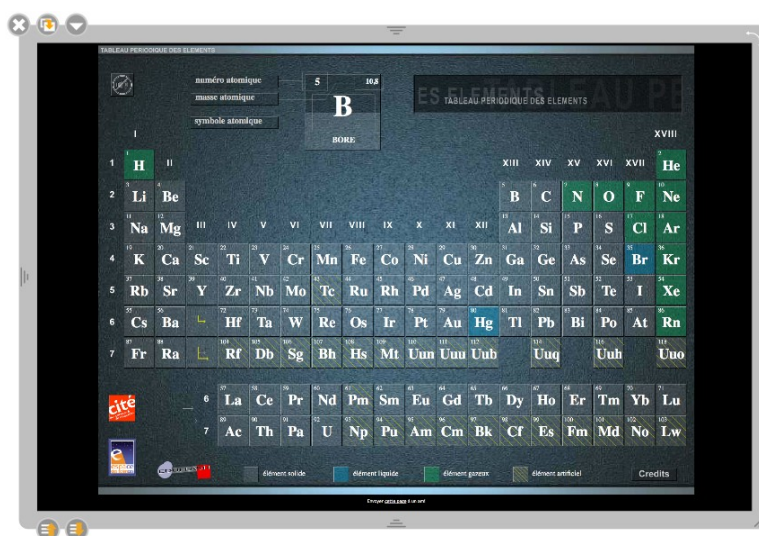 TABLEAU PERIODIQUE DES ELEMENTS
numéro atomique 5 10,8
masse atomique B
symbole atomique
BORE
TABLEAU PERIODIQUE DES ELEMENTS
I XVIII
1 H II XIII XIV XV XVI XVII He
2 Li Be B C N O F Ne
3 Na Mg III IV V VI VII VIII IX X XI XII Al Si P S Cl Ar
4 K Ca Sc Ti V Cr Mn Fe Co Ni Cu Zn Ga Ge As Se Br Kr
5 Rb Sr Y Zr Nb Mo Tc Ru Rh Pd Ag Cd In Sn Sb Te I Xe
6 Cs Ba Hf Ta W Re Os Ir Pt Au Hg Tl Pb Bi Po At Rn
7 Fr Ra Rf Db Sg Bh Hs Mt Uun Uuu Uub Uuq Uuh Uuo
6 La Ce Pr Nd Pm Sm Eu Gd Tb Dy Ho Er Tm Yb Lu
7 Ac Th Pa U Np Pu Am Cm Bk Cf Es Fm Md No Lw
cité
élément solide élément liquide élément gazeux élément artificiel Credits
Envoyer cette page à un ami